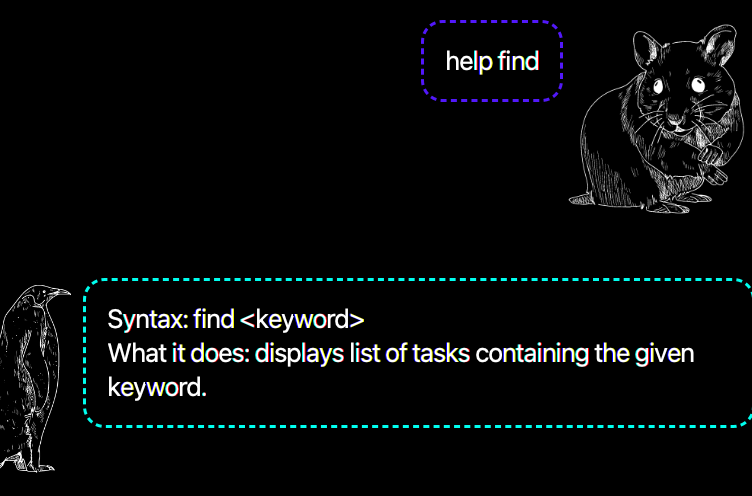 help find
Syntax: find <keyword>
What it does: displays list of tasks containing the given
keyword.